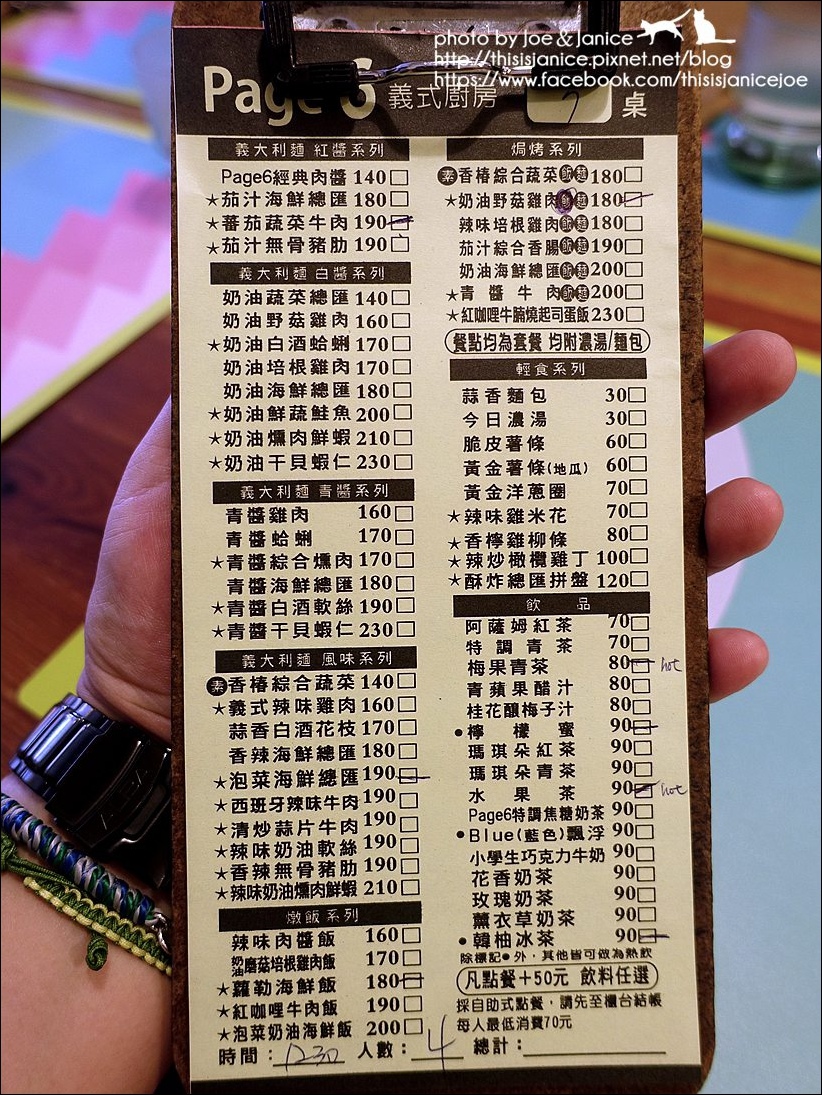 photo by Joe & Janice
http://thisisjanice.pixnet.net/blog
https://www.facebook.com/thisisjanicejoe
Page 6 義式廚房 7 桌
義大利麵 紅醬系列
Page6經典肉醬 140
★茄汁海鮮總匯 180
★蕃茄蔬菜牛肉 190
★茄汁無骨豬肋 190
義大利麵 白醬系列
奶油蔬菜總匯 140
奶油野菇雞肉 160
★奶油白酒蛤蜊 170
奶油培根雞肉 170
奶油海鮮總匯 180
★奶油鮮蔬鮭魚 200
★奶油燻肉鮮蝦 210
★奶油干貝蝦仁 230
義大利麵 青醬系列
青醬雞肉 160
青醬蛤蜊 170
★青醬綜合燻肉 170
青醬海鮮總匯 180
★青醬白酒軟絲 190
★青醬干貝蝦仁 230
義大利麵 風味系列
素香椿綜合蔬菜 140
★義式辣味雞肉 160
蒜香白酒花枝 170
香辣海鮮總匯 180
★泡菜海鮮總匯 190
★西班牙辣味牛肉 190
★清炒蒜片牛肉 190
★辣味奶油軟絲 190
★香辣無骨豬肋 190
★辣味奶油燻肉鮮蝦 210
燉飯系列
辣味肉醬飯 160
奶油磨菇培根雞肉飯 170
★蘿勒海鮮飯 180
★紅咖哩牛肉飯 190
★泡菜奶油海鮮飯 200
時間：1230 人數：4 總計：
焗烤系列
素香椿綜合蔬菜飯麵 180
★奶油野菇雞肉飯麵 180
辣味培根雞肉飯麵 180
茄汁綜合香腸飯麵 190
奶油海鮮總匯飯麵 200
★青醬牛肉飯麵 200
★紅咖哩牛腩燒起司蛋飯 230
餐點均為套餐 均附濃湯/麵包
輕食系列
蒜香麵包 30
今日濃湯 30
脆皮薯條 60
黃金薯條(地瓜) 60
黃金洋蔥圈 70
★辣味雞米花 70
★香檸雞柳條 80
★辣炒橄欖雞丁 100
★酥炸總匯拼盤 120
飲 品
阿薩姆紅茶 70
特調青茶 70
梅果青茶 80 hot
青蘋果醋汁 80
桂花釀梅子汁 80
●檸檬蜜 90
瑪琪朵紅茶 90
瑪琪朵青茶 90
水果茶 90 hot
Page6特調焦糖奶茶 90
●Blue(藍色)飄浮 90
小學生巧克力牛奶 90
花香奶茶 90
玫瑰奶茶 90
薰衣草奶茶 90
●韓柚冰茶 90
除標記●外，其他皆可做為熱飲
凡點餐＋50元 飲料任選
採自助式點餐，請先至櫃台結帳
每人最低消費70元